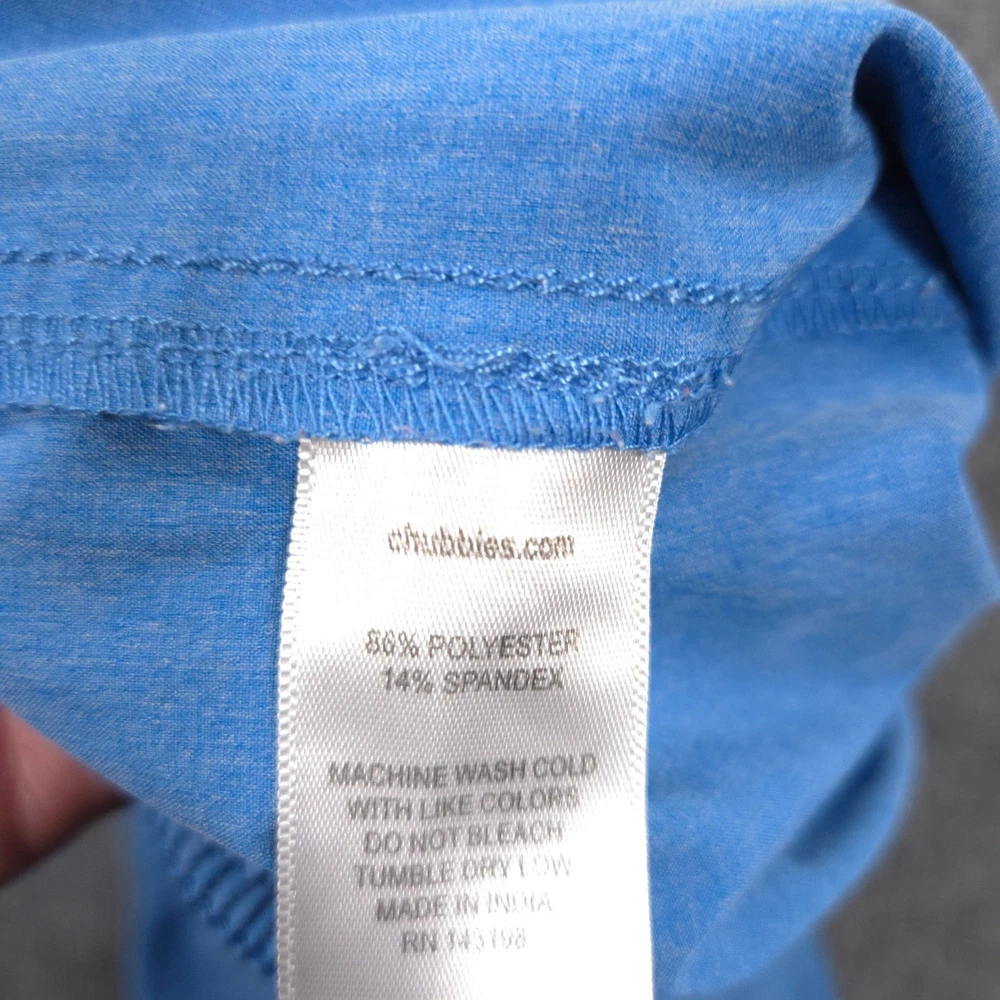 chubbies.com
86% POLYESTER
14% SPANDEX
MACHINE WASH COLD
WITH LIKE COLORS
DO NOT BLEACH
TUMBLE DRY LOW
MADE IN INDIA
RN 143198